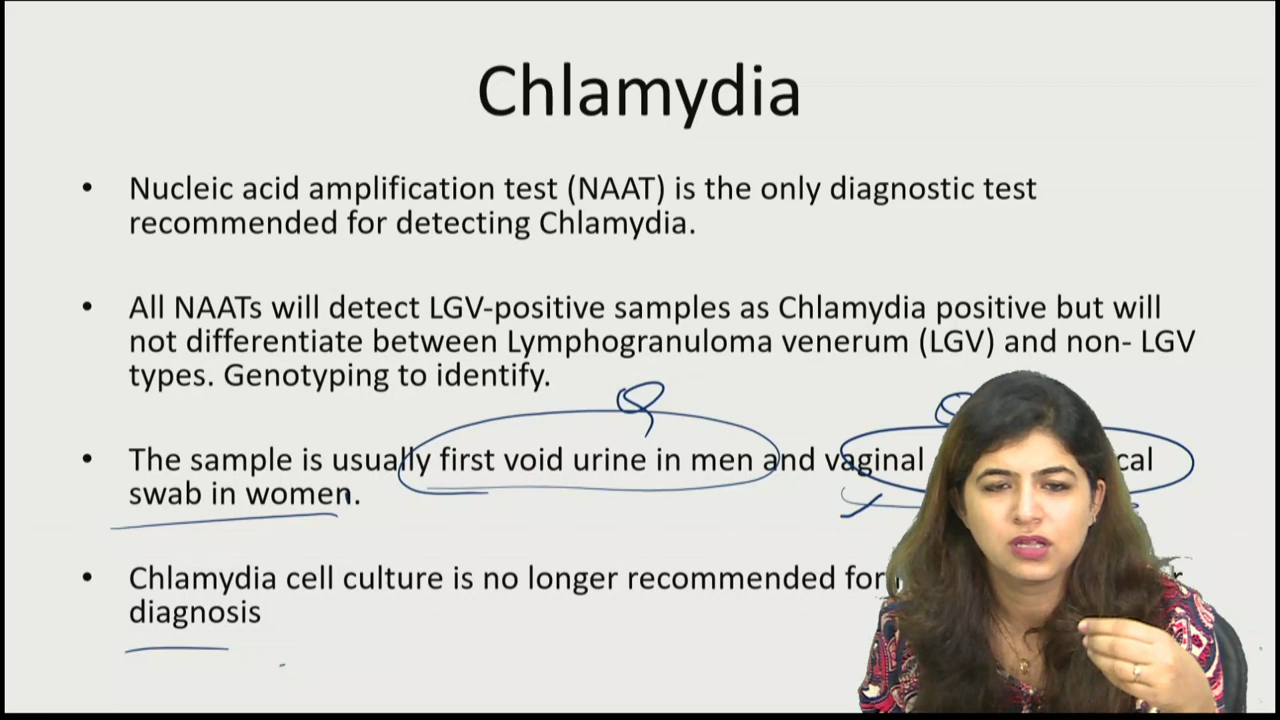 Chlamydia
• Nucleic acid amplification test (NAAT) is the only diagnostic test
recommended for detecting Chlamydia.
• All NAATs will detect LGV-positive samples as Chlamydia positive but will
not differentiate between Lymphogranuloma venerum (LGV) and non- LGV
types. Genotyping to identify.
• The sample is usually first void urine in men and vaginal
swab in women.
• Chlamydia cell culture is no longer recommended for
diagnosis